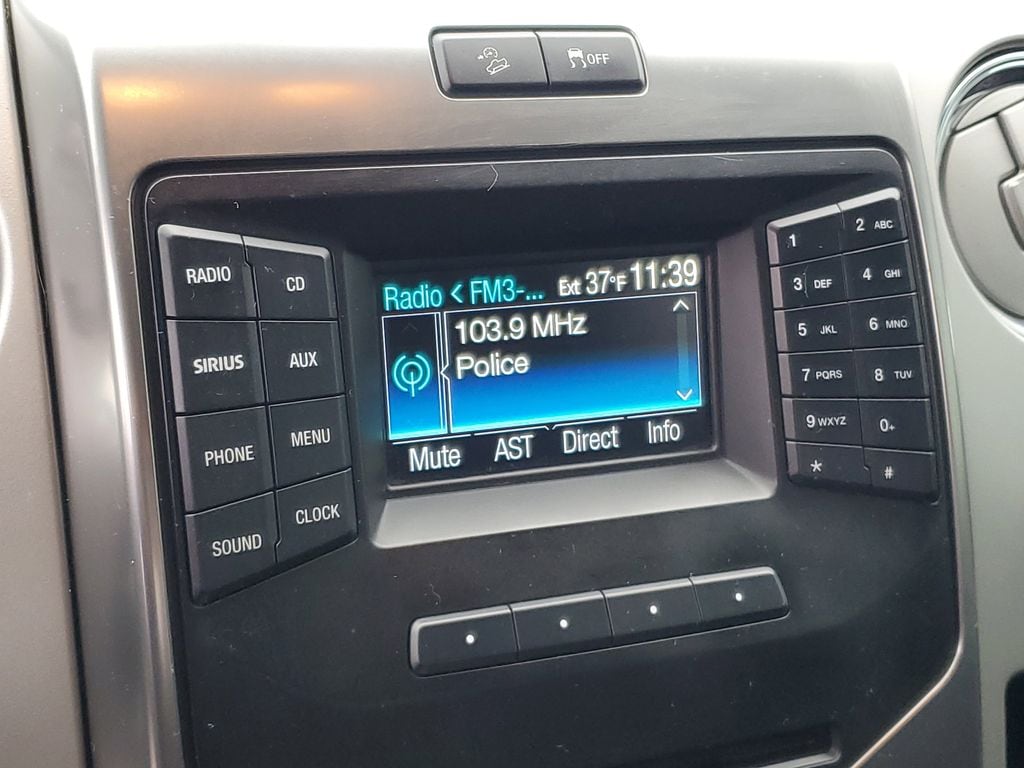 OFF
RADIO
CD
SIRIUS
AUX
PHONE
MENU
SOUND
CLOCK
Radio < FM3-... Ext 37°F 11:39
103.9 MHz
Police
Mute AST Direct Info
1
2 ABC
3 DEF
4 GHI
5 JKL
6 MNO
7 PQRS
8 TUV
9 WXYZ
0+
*
#